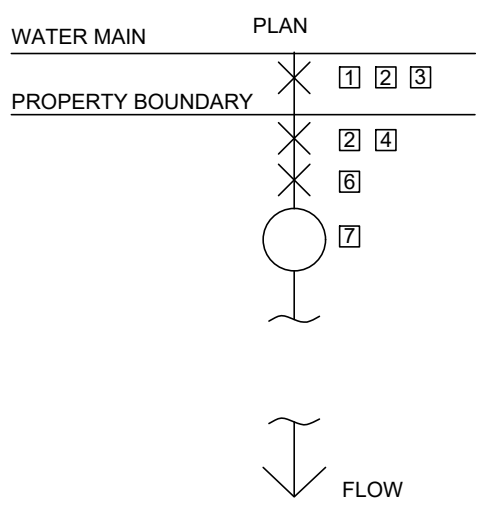 PLAN
WATER MAIN
1 2 3
PROPERTY BOUNDARY
2 4
6
7
FLOW